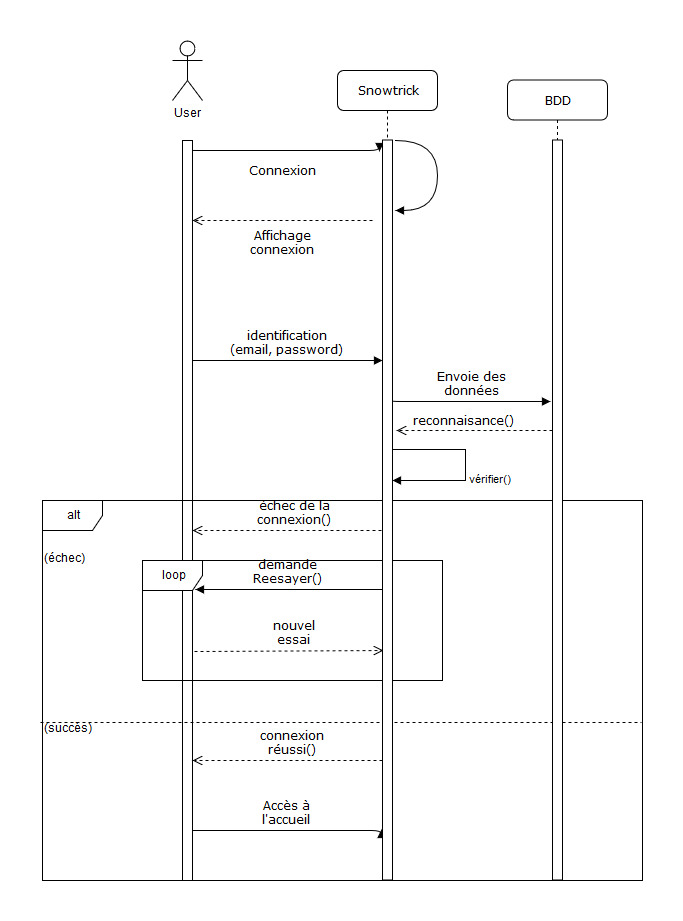 User
Snowtrick
BDD
Connexion
Affichage
connexion
identification
(email, password)
Envoie des
données
reconnaisance()
vérifier()
alt
échec de la
connexion()
(échec)
loop
demande
Reesayer()
nouvel
essai
(succès)
connexion
réussi()
Accès à
l'accueil